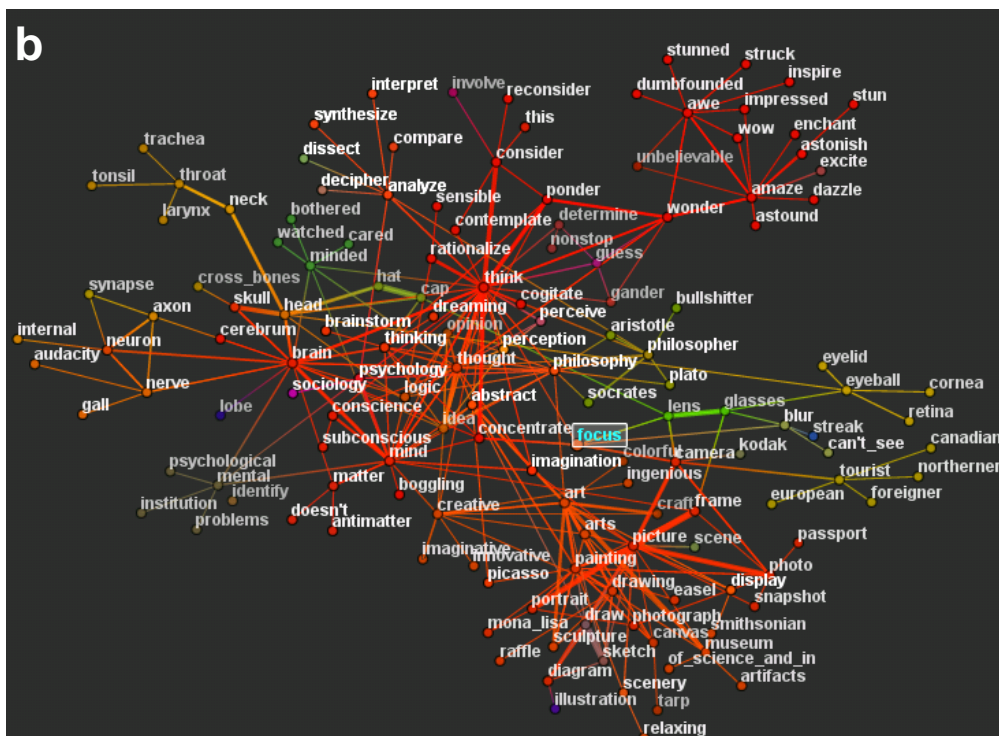 b
stunned
struck
interpret
involve
reconsider
dumbfounded
inspire
awe
impressed
stun
synthesize
this
trachea
compare
wow
enchant
dissect
consider
astonish
unbelievable
excite
tonsil
throat
decipher
analyze
ponder
amaze
dazzle
neck
sensible
wonder
larynx
bothered
contemplate
determine
astound
watched
cared
rationalize
nonstop
minded
guess
cross_bones
hat
think
synapse
skull
head
cap
cogitate
gander
bullshitter
axon
dreaming
perceive
internal
cerebrum
brainstorm
opinion
aristotle
neuron
thinking
perception
philosopher
audacity
brain
thought
philosophy
eyelid
nerve
sociology
psychology
plato
eyeball
cornea
logic
abstract
socrates
gall
lobe
conscience
idea
lens
glasses
retina
blur
subconscious
concentrate
focus
streak
canadian
colorful
kodak
can't_see
psychological
mind
imagination
camera
mental
matter
ingenious
tourist
northerner
identify
boggling
institution
creative
art
craft
frame
european
foreigner
problems
doesn't
antimatter
arts
picture
scene
passport
imaginative
innovative
painting
photo
picasso
drawing
display
portrait
easel
snapshot
draw
photograph
mona_lisa
sculpture
canvas
smithsonian
museum
raffle
sketch
of_science_and_in
diagram
scenery
artifacts
illustration
tarp
relaxing